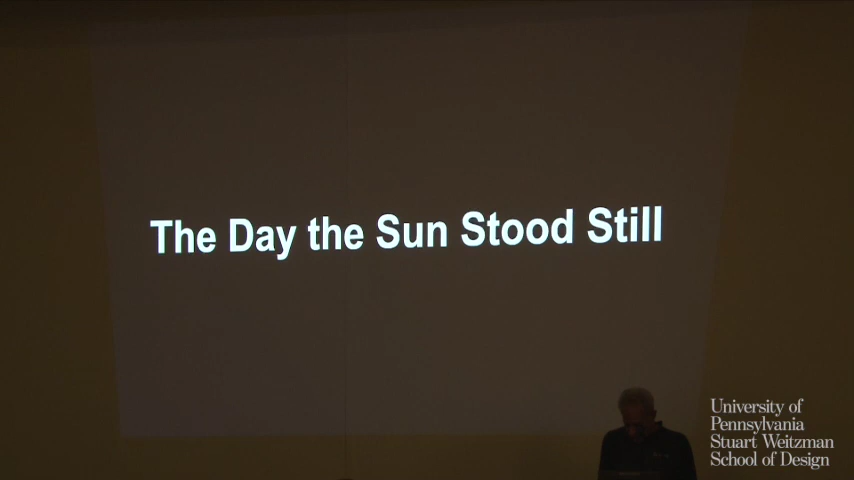 The Day the Sun Stood Still
University of
Pennsylvania
Stuart Weitzman
School of Design